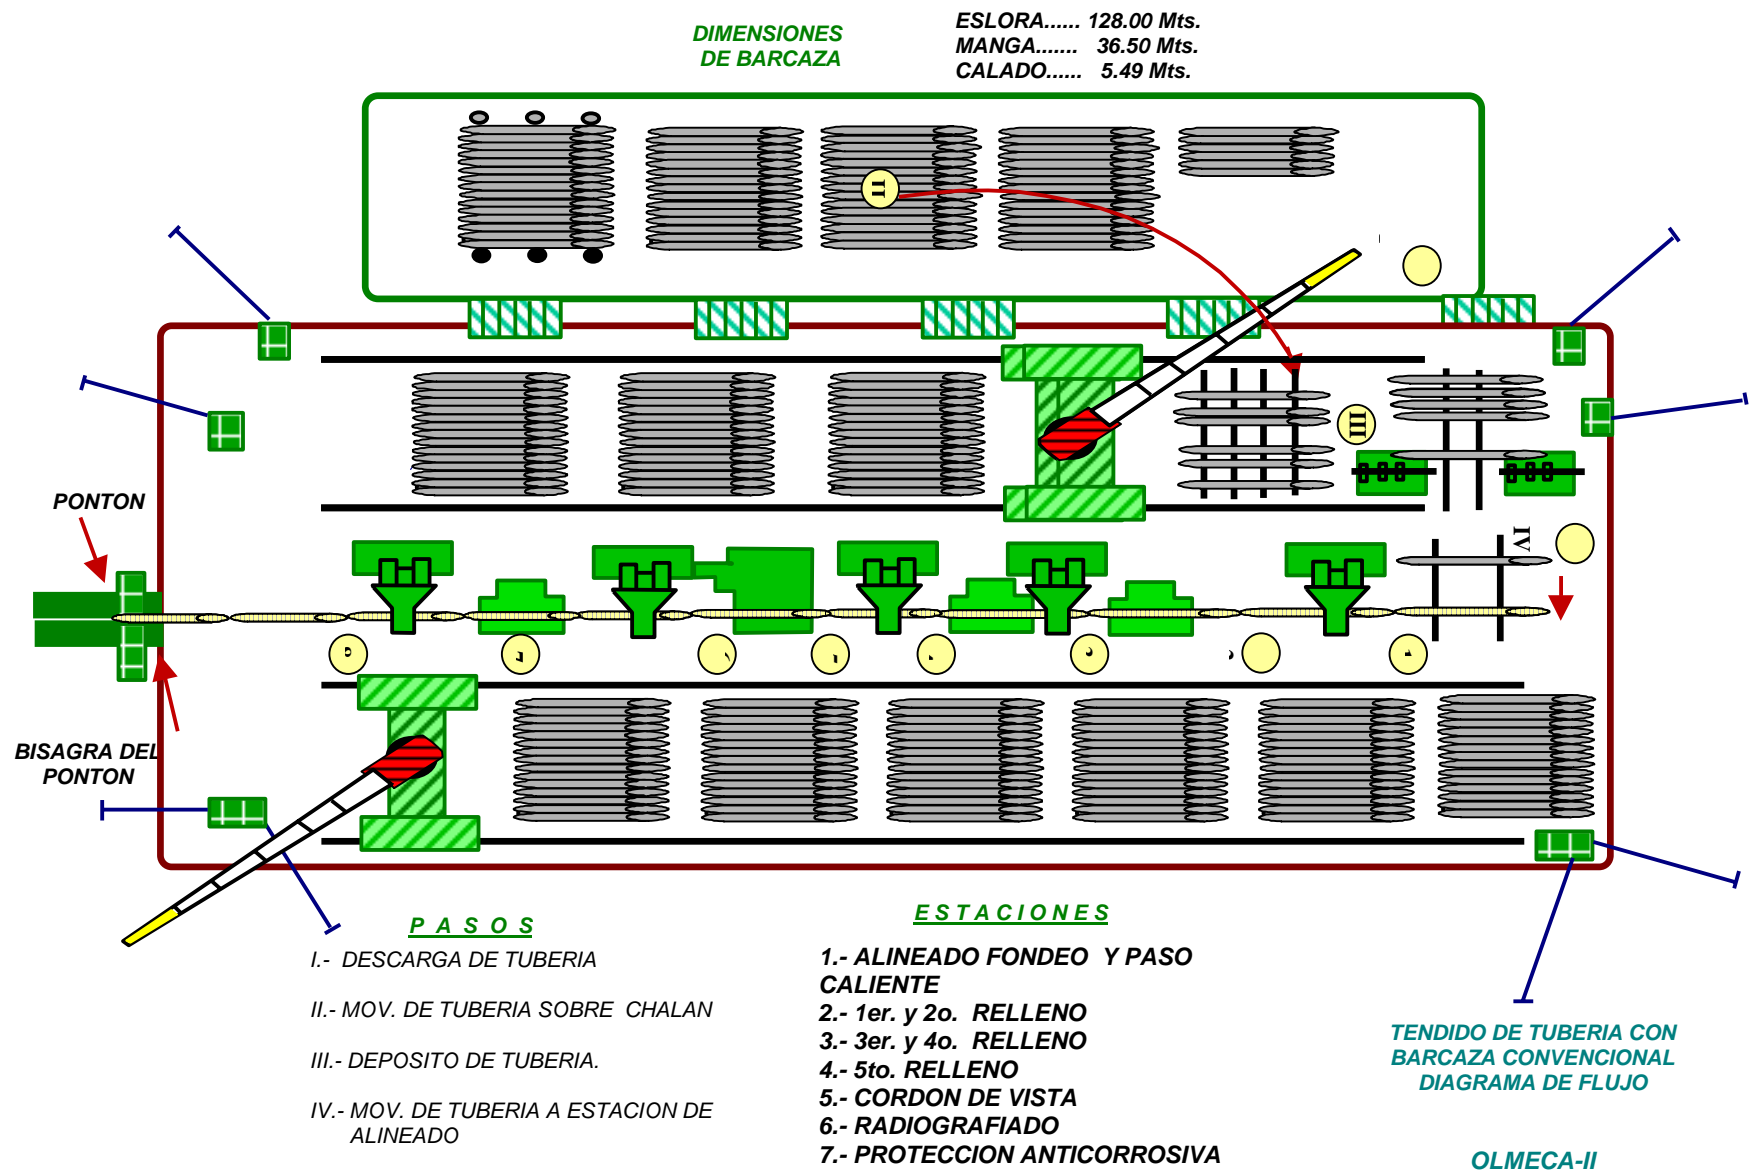 DIMENSIONES
DE BARCAZA
ESLORA...... 128.00 Mts.
MANGA....... 36.50 Mts.
CALADO...... 5.49 Mts.
II
III
IV
PONTON
BISAGRA DEL
PONTON
P A S O S
I.- DESCARGA DE TUBERIA
II.- MOV. DE TUBERIA SOBRE CHALAN
III.- DEPOSITO DE TUBERIA.
IV.- MOV. DE TUBERIA A ESTACION DE
ALINEADO
E S T A C I O N E S
1.- ALINEADO FONDEO Y PASO
CALIENTE
2.- 1er. y 2o. RELLENO
3.- 3er. y 4o. RELLENO
4.- 5to. RELLENO
5.- CORDON DE VISTA
6.- RADIOGRAFIADO
7.- PROTECCION ANTICORROSIVA
TENDIDO DE TUBERIA CON
BARCAZA CONVENCIONAL
DIAGRAMA DE FLUJO
OLMECA-II